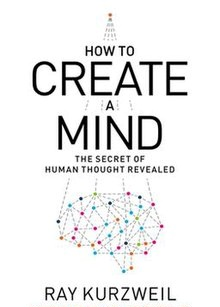 HOW TO
CREATE
A
MIND
THE SECRET OF
HUMAN THOUGHT REVEALED
RAY KURZWEIL